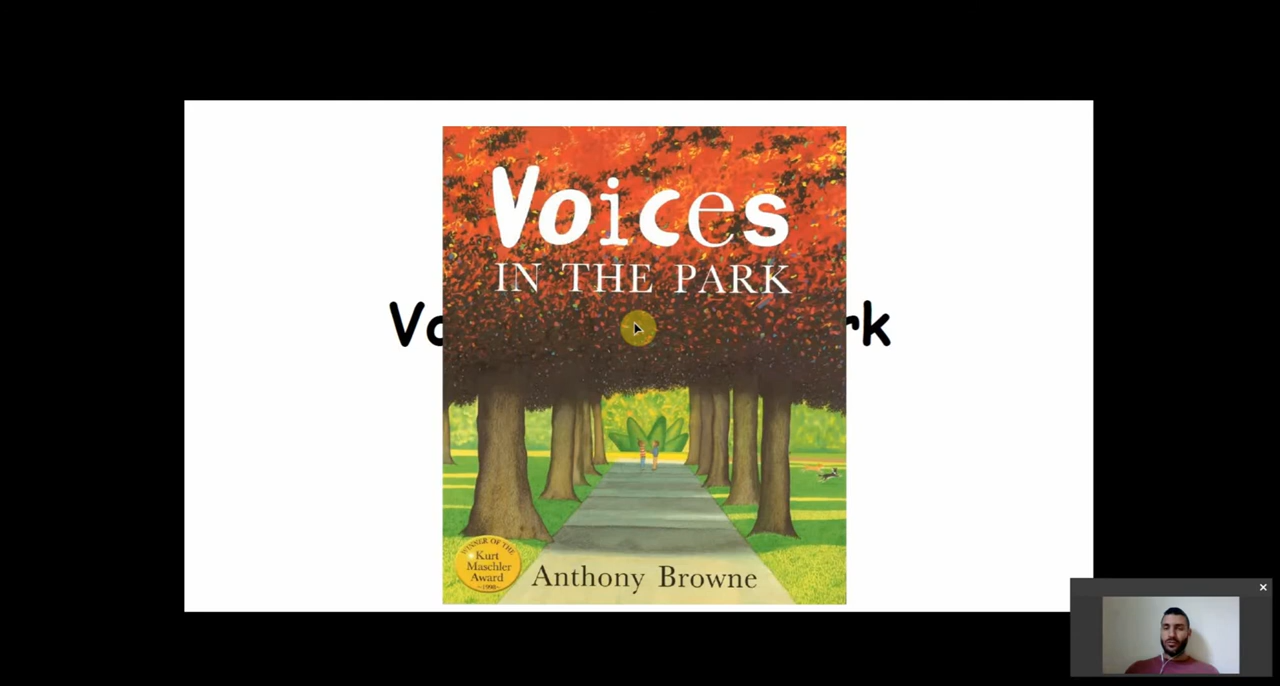 Voices
IN THE PARK
Vo rk
WINNER OF THE
Kurt
Maschler
Award
Anthony Browne